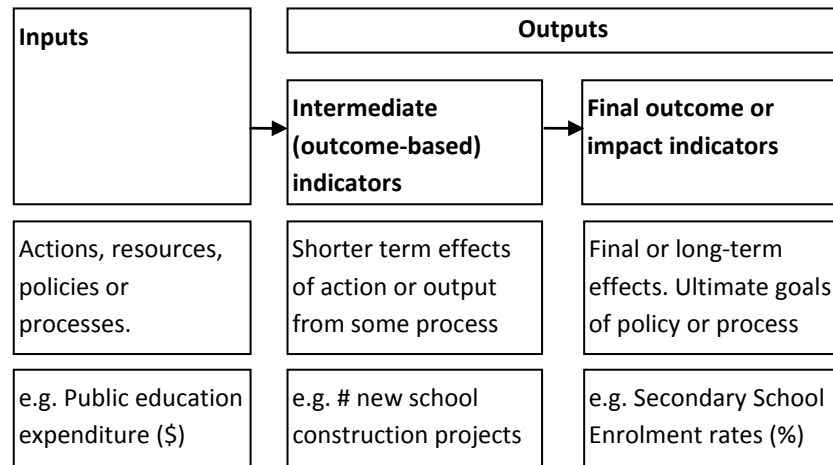 Inputs
Outputs
Intermediate
(outcome-based)
indicators
Final outcome or
impact indicators
Actions, resources,
policies or
processes.
Shorter term effects
of action or output
from some process
Final or long-term
effects. Ultimate goals
of policy or process
e.g. Public education
expenditure ($)
e.g. # new school
construction projects
e.g. Secondary School
Enrolment rates (%)